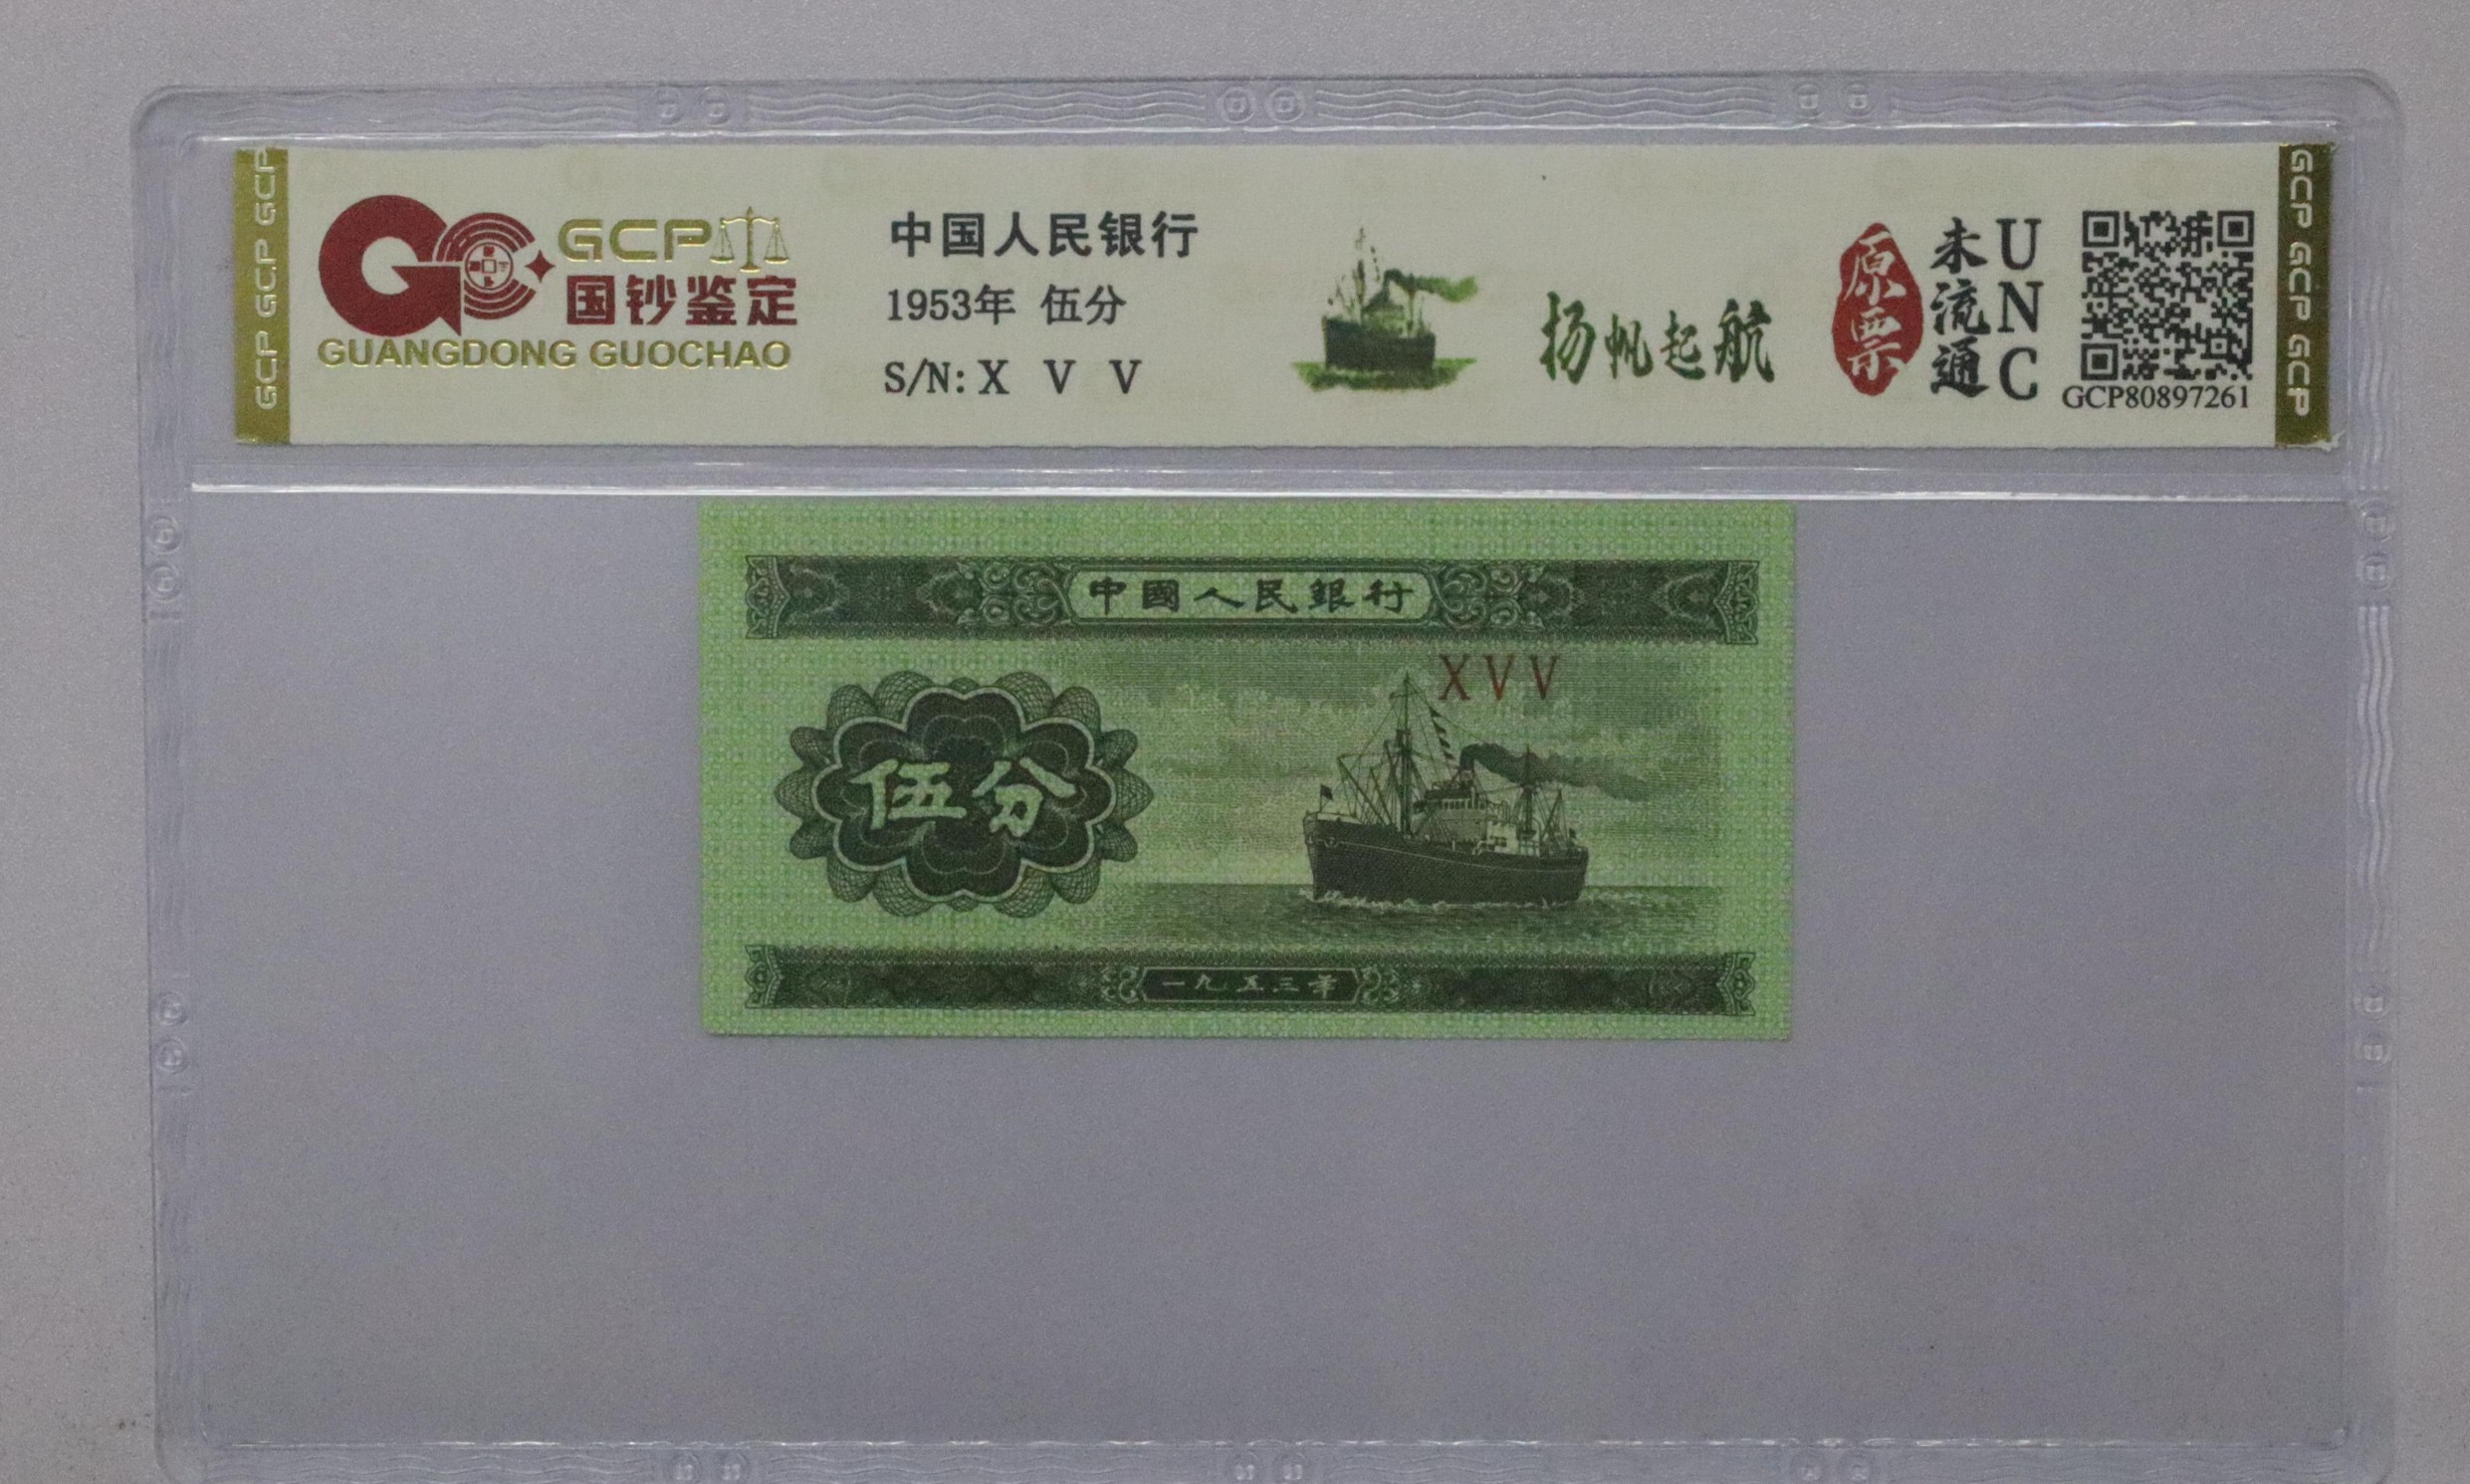 GCP GCP GCP
GCP
国钞鉴定
GUANGDONG GUOCHAO
中国人民银行
1953年 伍分
S/N: X V V
扬帆起航
原票
未流通
UNC
GCP80897261
GCP GCP GCP
中國人民銀行
XVV
伍分
一九五三年